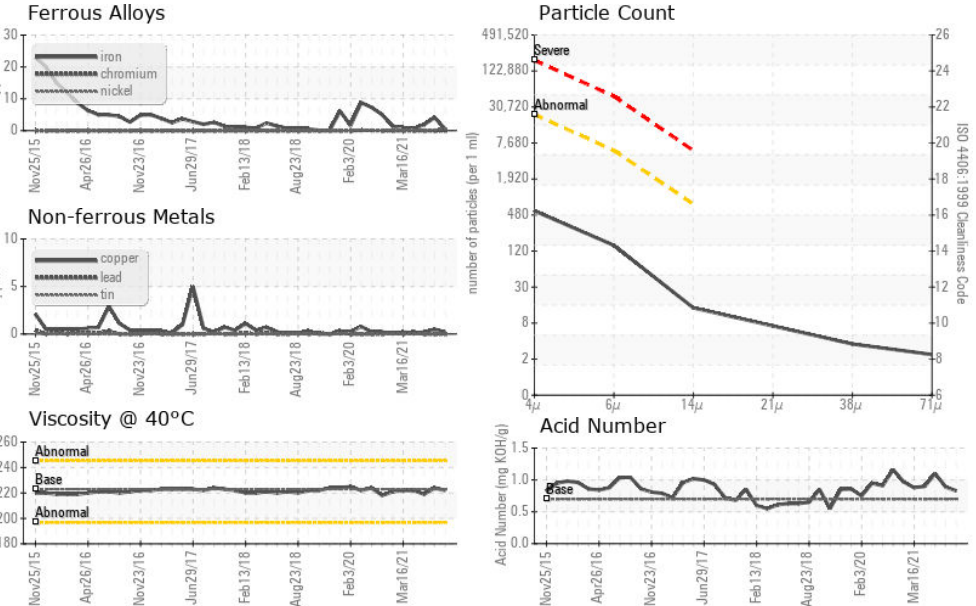 Ferrous Alloys
30
20
10
0
iron
chromium
nickel
Nov25/15
Apr26/16
Nov23/16
Jun29/17
Feb13/18
Aug23/18
Feb3/20
Mar16/21
Non-ferrous Metals
10
5
0
copper
lead
tin
Nov25/15
Apr26/16
Nov23/16
Jun29/17
Feb13/18
Aug23/18
Feb3/20
Mar16/21
Viscosity @ 40°C
260
240
220
200
180
Abnormal
Base
Abnormal
Nov25/15
Apr26/16
Nov23/16
Jun29/17
Feb13/18
Aug23/18
Feb3/20
Mar16/21
Particle Count
number of particles (per 1 ml)
491,520
122,880
30,720
7,680
1,920
480
120
30
8
2
0
Severe
Abnormal
26
24
22
20
18
16
14
12
10
8
6
ISO 4406:1999 Cleanliness Code
4µ
6µ
14µ
21µ
38µ
71µ
Acid Number
Acid Number (mg KOH/g)
1.5
1.0
0.5
0.0
Base
Nov25/15
Apr26/16
Nov23/16
Jun29/17
Feb13/18
Aug23/18
Feb3/20
Mar16/21